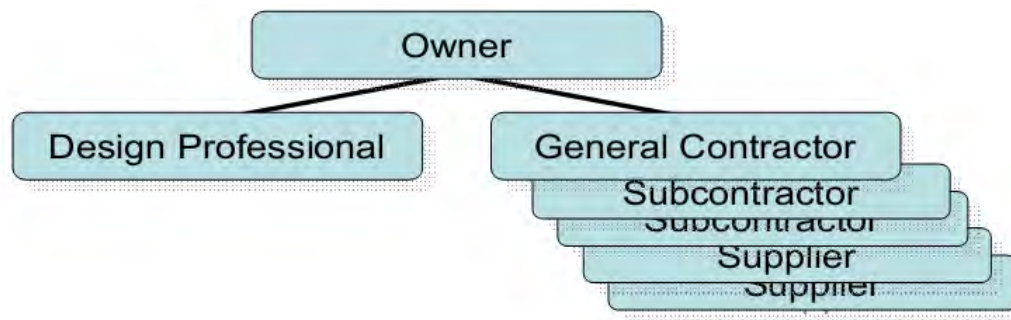 Owner
Design Professional
General Contractor
Subcontractor
Subcontractor
Supplier
Supplier